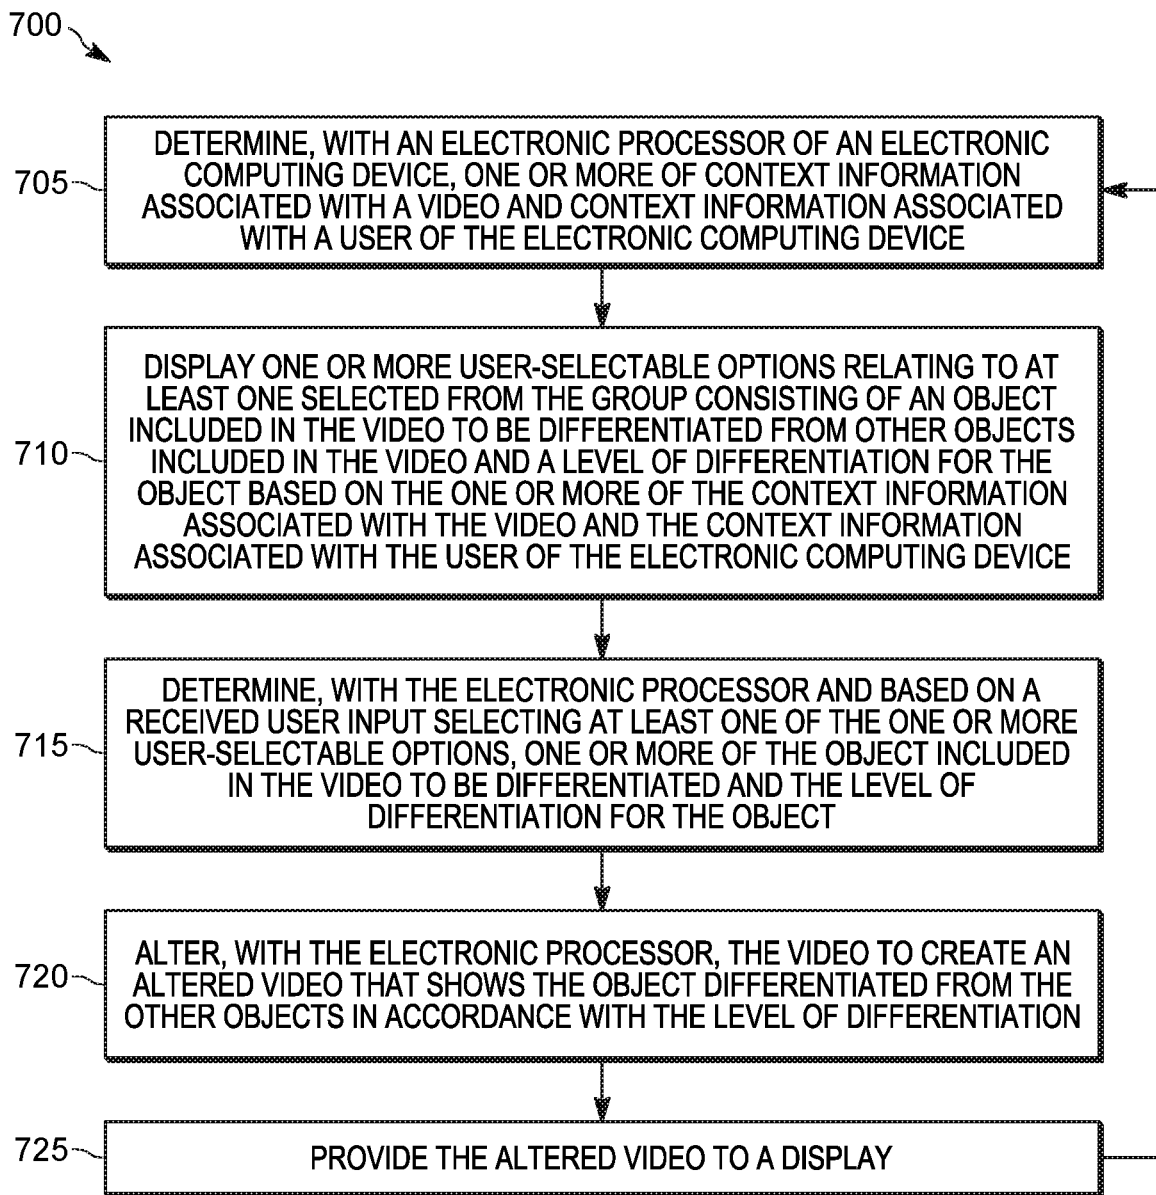 700
705
DETERMINE, WITH AN ELECTRONIC PROCESSOR OF AN ELECTRONIC
COMPUTING DEVICE, ONE OR MORE OF CONTEXT INFORMATION
ASSOCIATED WITH A VIDEO AND CONTEXT INFORMATION ASSOCIATED
WITH A USER OF THE ELECTRONIC COMPUTING DEVICE
710
DISPLAY ONE OR MORE USER-SELECTABLE OPTIONS RELATING TO AT
LEAST ONE SELECTED FROM THE GROUP CONSISTING OF AN OBJECT
INCLUDED IN THE VIDEO TO BE DIFFERENTIATED FROM OTHER OBJECTS
INCLUDED IN THE VIDEO AND A LEVEL OF DIFFERENTIATION FOR THE
OBJECT BASED ON THE ONE OR MORE OF THE CONTEXT INFORMATION
ASSOCIATED WITH THE VIDEO AND THE CONTEXT INFORMATION
ASSOCIATED WITH THE USER OF THE ELECTRONIC COMPUTING DEVICE
715
DETERMINE, WITH THE ELECTRONIC PROCESSOR AND BASED ON A
RECEIVED USER INPUT SELECTING AT LEAST ONE OF THE ONE OR MORE
USER-SELECTABLE OPTIONS, ONE OR MORE OF THE OBJECT INCLUDED
IN THE VIDEO TO BE DIFFERENTIATED AND THE LEVEL OF
DIFFERENTIATION FOR THE OBJECT
720
ALTER, WITH THE ELECTRONIC PROCESSOR, THE VIDEO TO CREATE AN
ALTERED VIDEO THAT SHOWS THE OBJECT DIFFERENTIATED FROM THE
OTHER OBJECTS IN ACCORDANCE WITH THE LEVEL OF DIFFERENTIATION
725
PROVIDE THE ALTERED VIDEO TO A DISPLAY